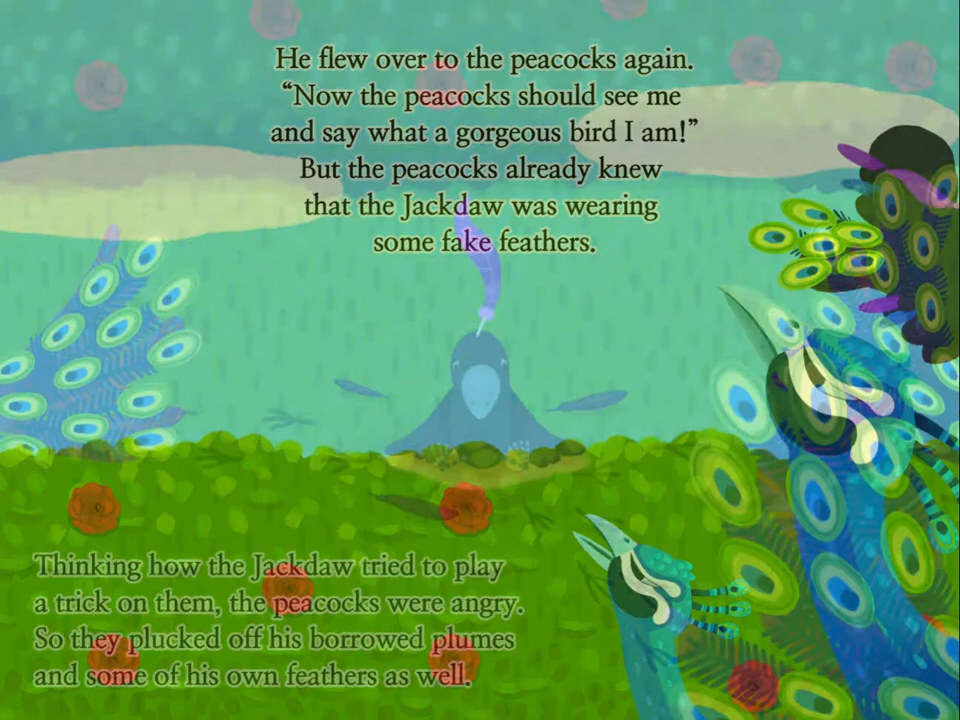 He flew over to the peacocks again.
“Now the peacocks should see me
and say what a gorgeous bird I am!”
But the peacocks already knew
that the Jackdaw was wearing
some fake feathers.
Thinking how the Jackdaw tried to play
a trick on them, the peacocks were angry.
So they plucked off his borrowed plumes
and some of his own feathers as well.